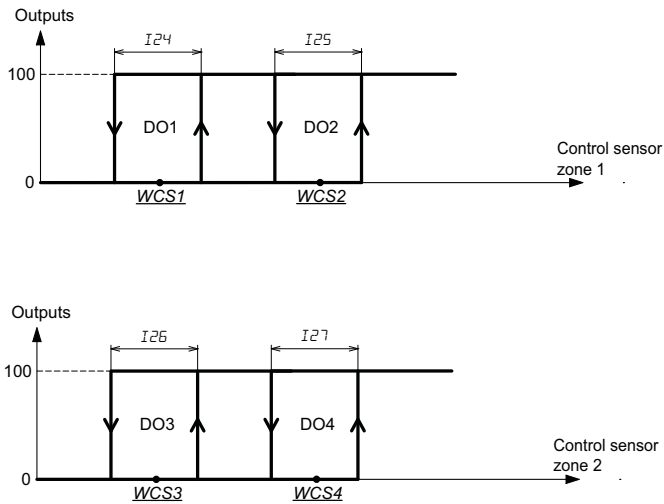 Outputs
I24
I25
100
DO1
DO2
Control sensor
zone 1
0
WCS1
WCS2
Outputs
I26
I27
100
DO3
DO4
Control sensor
zone 2
0
WCS3
WCS4